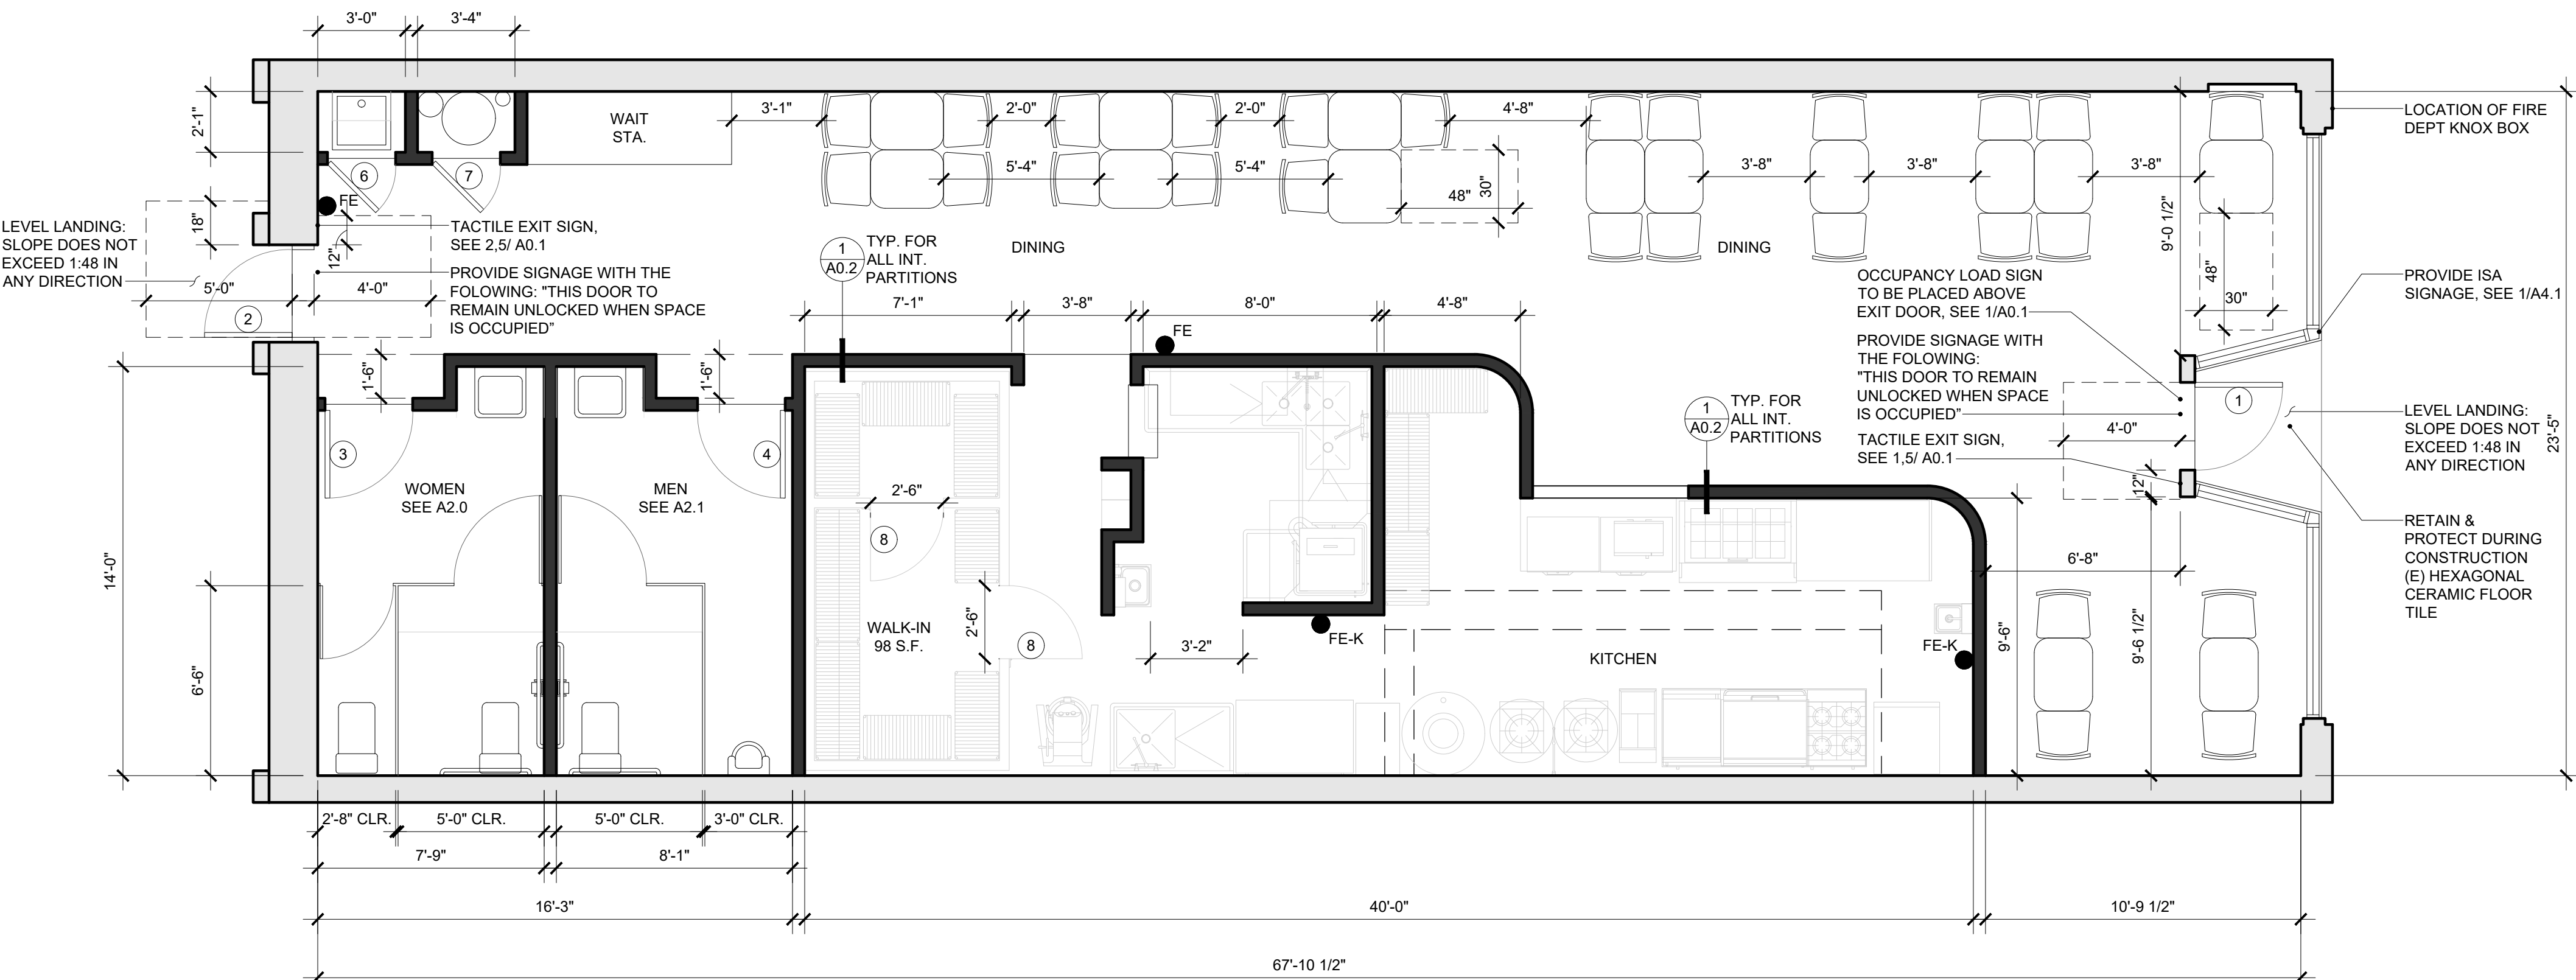 3'-0"
3'-4"
2'-1"
WAIT
STA.
3'-1"
2'-0"
2'-0"
4'-8"
5'-4"
5'-4"
48"
30"
3'-8"
3'-8"
3'-8"
9'-0 1/2"
LOCATION OF FIRE
DEPT KNOX BOX
6
7
FE
18"
12"
LEVEL LANDING:
SLOPE DOES NOT
EXCEED 1:48 IN
ANY DIRECTION
TACTILE EXIT SIGN,
SEE 2,5/ A0.1
PROVIDE SIGNAGE WITH THE
FOLOWING: "THIS DOOR TO
REMAIN UNLOCKED WHEN SPACE
IS OCCUPIED”
5'-0"
4'-0"
2
1
A0.2
TYP. FOR
ALL INT.
PARTITIONS
DINING
DINING
7'-1"
3'-8"
8'-0"
4'-8"
FE
OCCUPANCY LOAD SIGN
TO BE PLACED ABOVE
EXIT DOOR, SEE 1/A0.1
PROVIDE SIGNAGE WITH
THE FOLOWING:
"THIS DOOR TO REMAIN
UNLOCKED WHEN SPACE
IS OCCUPIED”
TACTILE EXIT SIGN,
SEE 1,5/ A0.1
48"
30"
PROVIDE ISA
SIGNAGE, SEE 1/A4.1
1
4'-0"
12"
LEVEL LANDING:
SLOPE DOES NOT
EXCEED 1:48 IN
ANY DIRECTION
23'-5"
RETAIN &
PROTECT DURING
CONSTRUCTION
(E) HEXAGONAL
CERAMIC FLOOR
TILE
1'-6"
1'-6"
3
4
WOMEN
SEE A2.0
MEN
SEE A2.1
14'-0"
6'-6"
2'-6"
8
2'-6"
8
WALK-IN
98 S.F.
3'-2"
FE-K
1
A0.2
TYP. FOR
ALL INT.
PARTITIONS
KITCHEN
FE-K
6'-8"
9'-6"
9'-6 1/2"
2'-8" CLR.
5'-0" CLR.
5'-0" CLR.
3'-0" CLR.
7'-9"
8'-1"
16'-3"
40'-0"
10'-9 1/2"
67'-10 1/2"